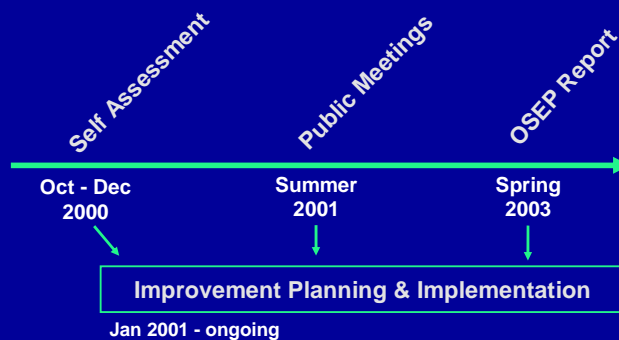 Self Assessment
Public Meetings
OSEP Report
Oct - Dec
2000
Summer
2001
Spring
2003
Improvement Planning & Implementation
Jan 2001 - ongoing